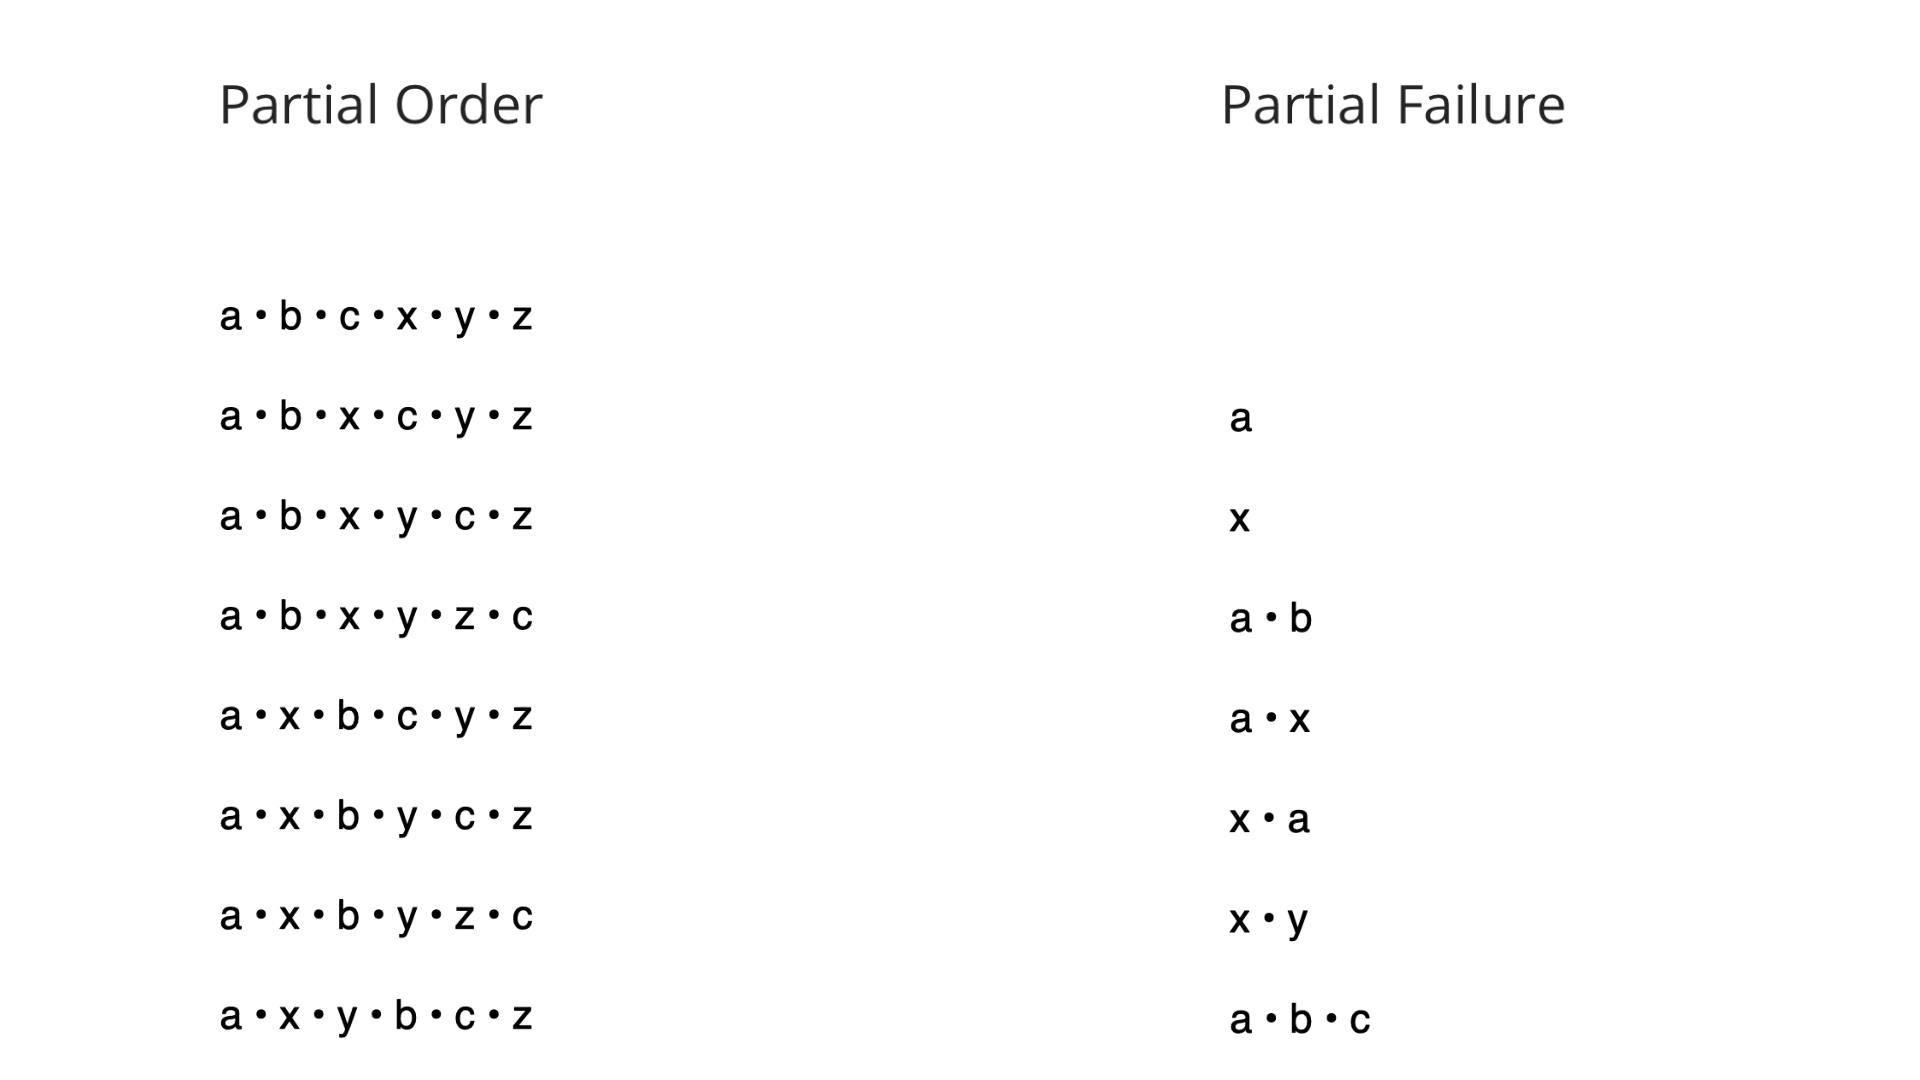 Partial Order
Partial Failure
a • b • c • x • y • z
a • b • x • c • y • z
a
a • b • x • y • c • z
x
a • b • x • y • z • c
a • b
a • x • b • c • y • z
a • x
a • x • b • y • c • z
x • a
a • x • b • y • z • c
x • y
a • x • y • b • c • z
a • b • c